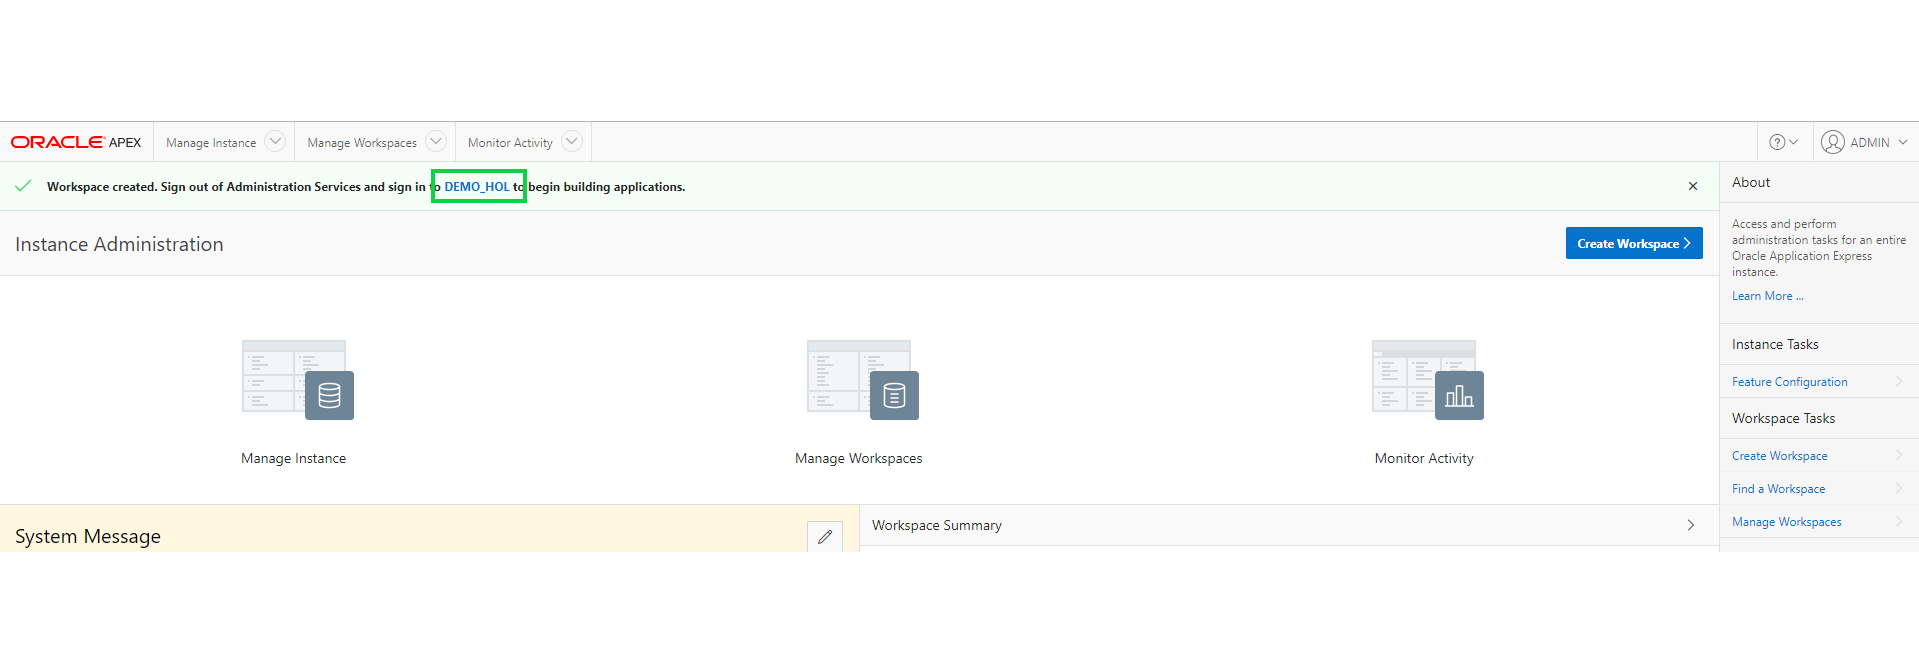 ORACLE APEX
Manage Instance
Manage Workspaces
Monitor Activity
ADMIN
Workspace created. Sign out of Administration Services and sign in to DEMO_HOL to begin building applications.
Instance Administration
Create Workspace
Manage Instance
Manage Workspaces
Monitor Activity
System Message
Workspace Summary
About
Access and perform
administration tasks for an entire
Oracle Application Express
instance.
Learn More ...
Instance Tasks
Feature Configuration
Workspace Tasks
Create Workspace
Find a Workspace
Manage Workspaces